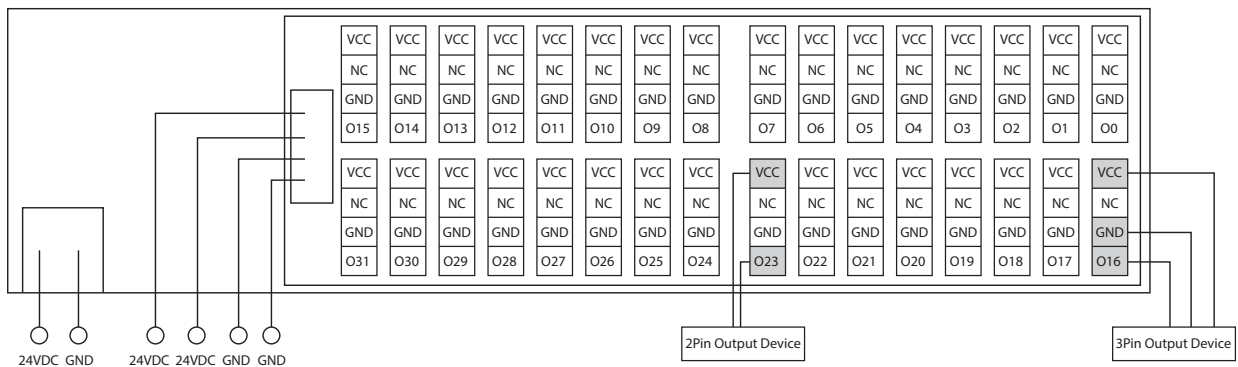 VCC VCC VCC VCC VCC VCC VCC VCC VCC VCC VCC VCC VCC VCC VCC VCC
NC NC NC NC NC NC NC NC NC NC NC NC NC NC NC NC
GND GND GND GND GND GND GND GND GND GND GND GND GND GND GND GND
O15 O14 O13 O12 O11 O10 O9 O8 O7 O6 O5 O4 O3 O2 O1 O0
VCC VCC VCC VCC VCC VCC VCC VCC VCC VCC VCC VCC VCC VCC VCC VCC
NC NC NC NC NC NC NC NC NC NC NC NC NC NC NC NC
GND GND GND GND GND GND GND GND GND GND GND GND GND GND GND GND
O31 O30 O29 O28 O27 O26 O25 O24 O23 O22 O21 O20 O19 O18 O17 O16
2Pin Output Device 3Pin Output Device
24VDC GND 24VDC 24VDC GND GND